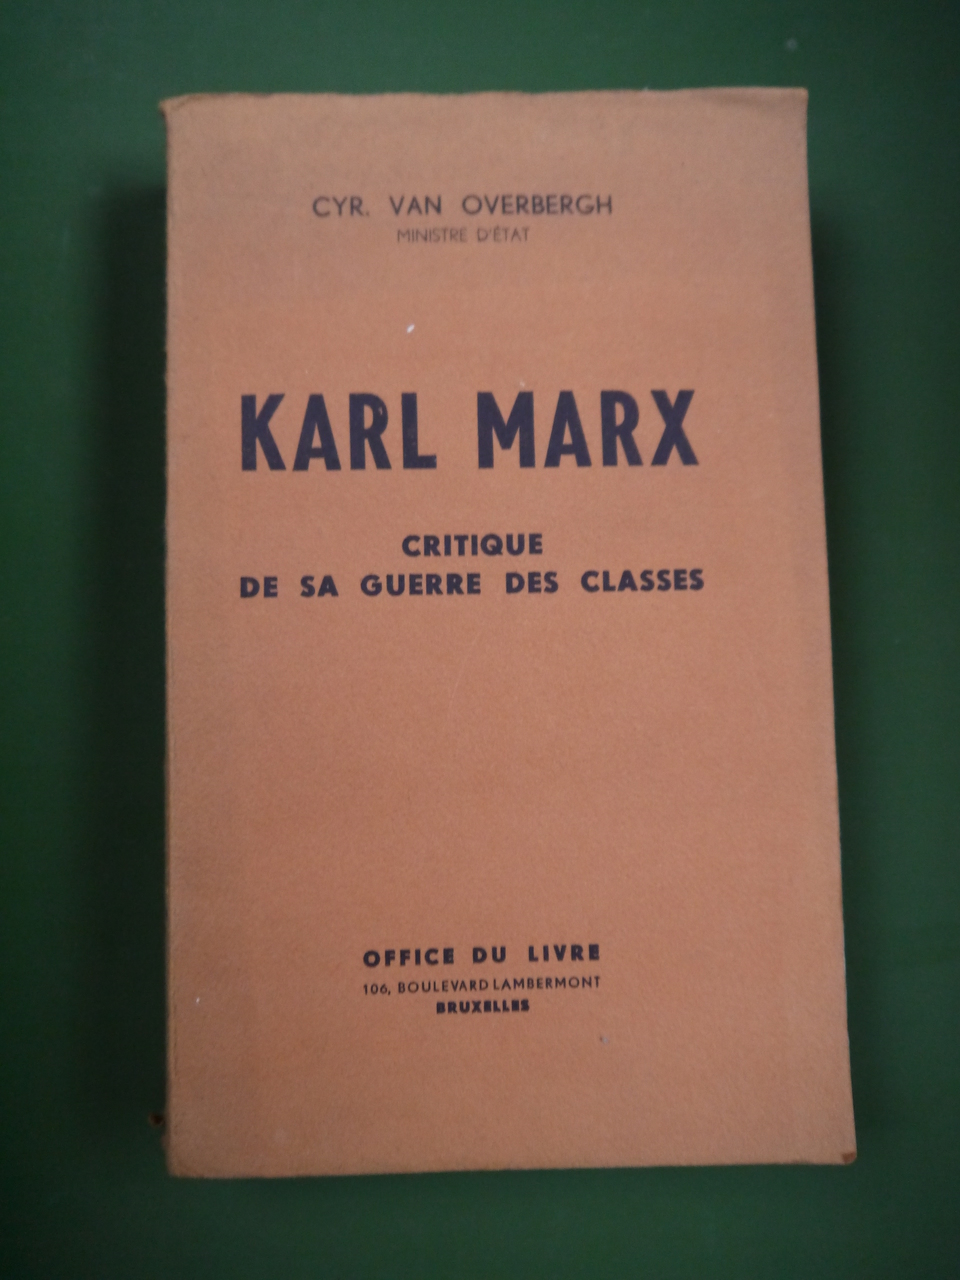 CYR. VAN OVERBERGH
MINISTRE D'ÉTAT
KARL MARX
CRITIQUE
DE SA GUERRE DES CLASSES
OFFICE DU LIVRE
106, BOULEVARD LAMBERMONT
BRUXELLES